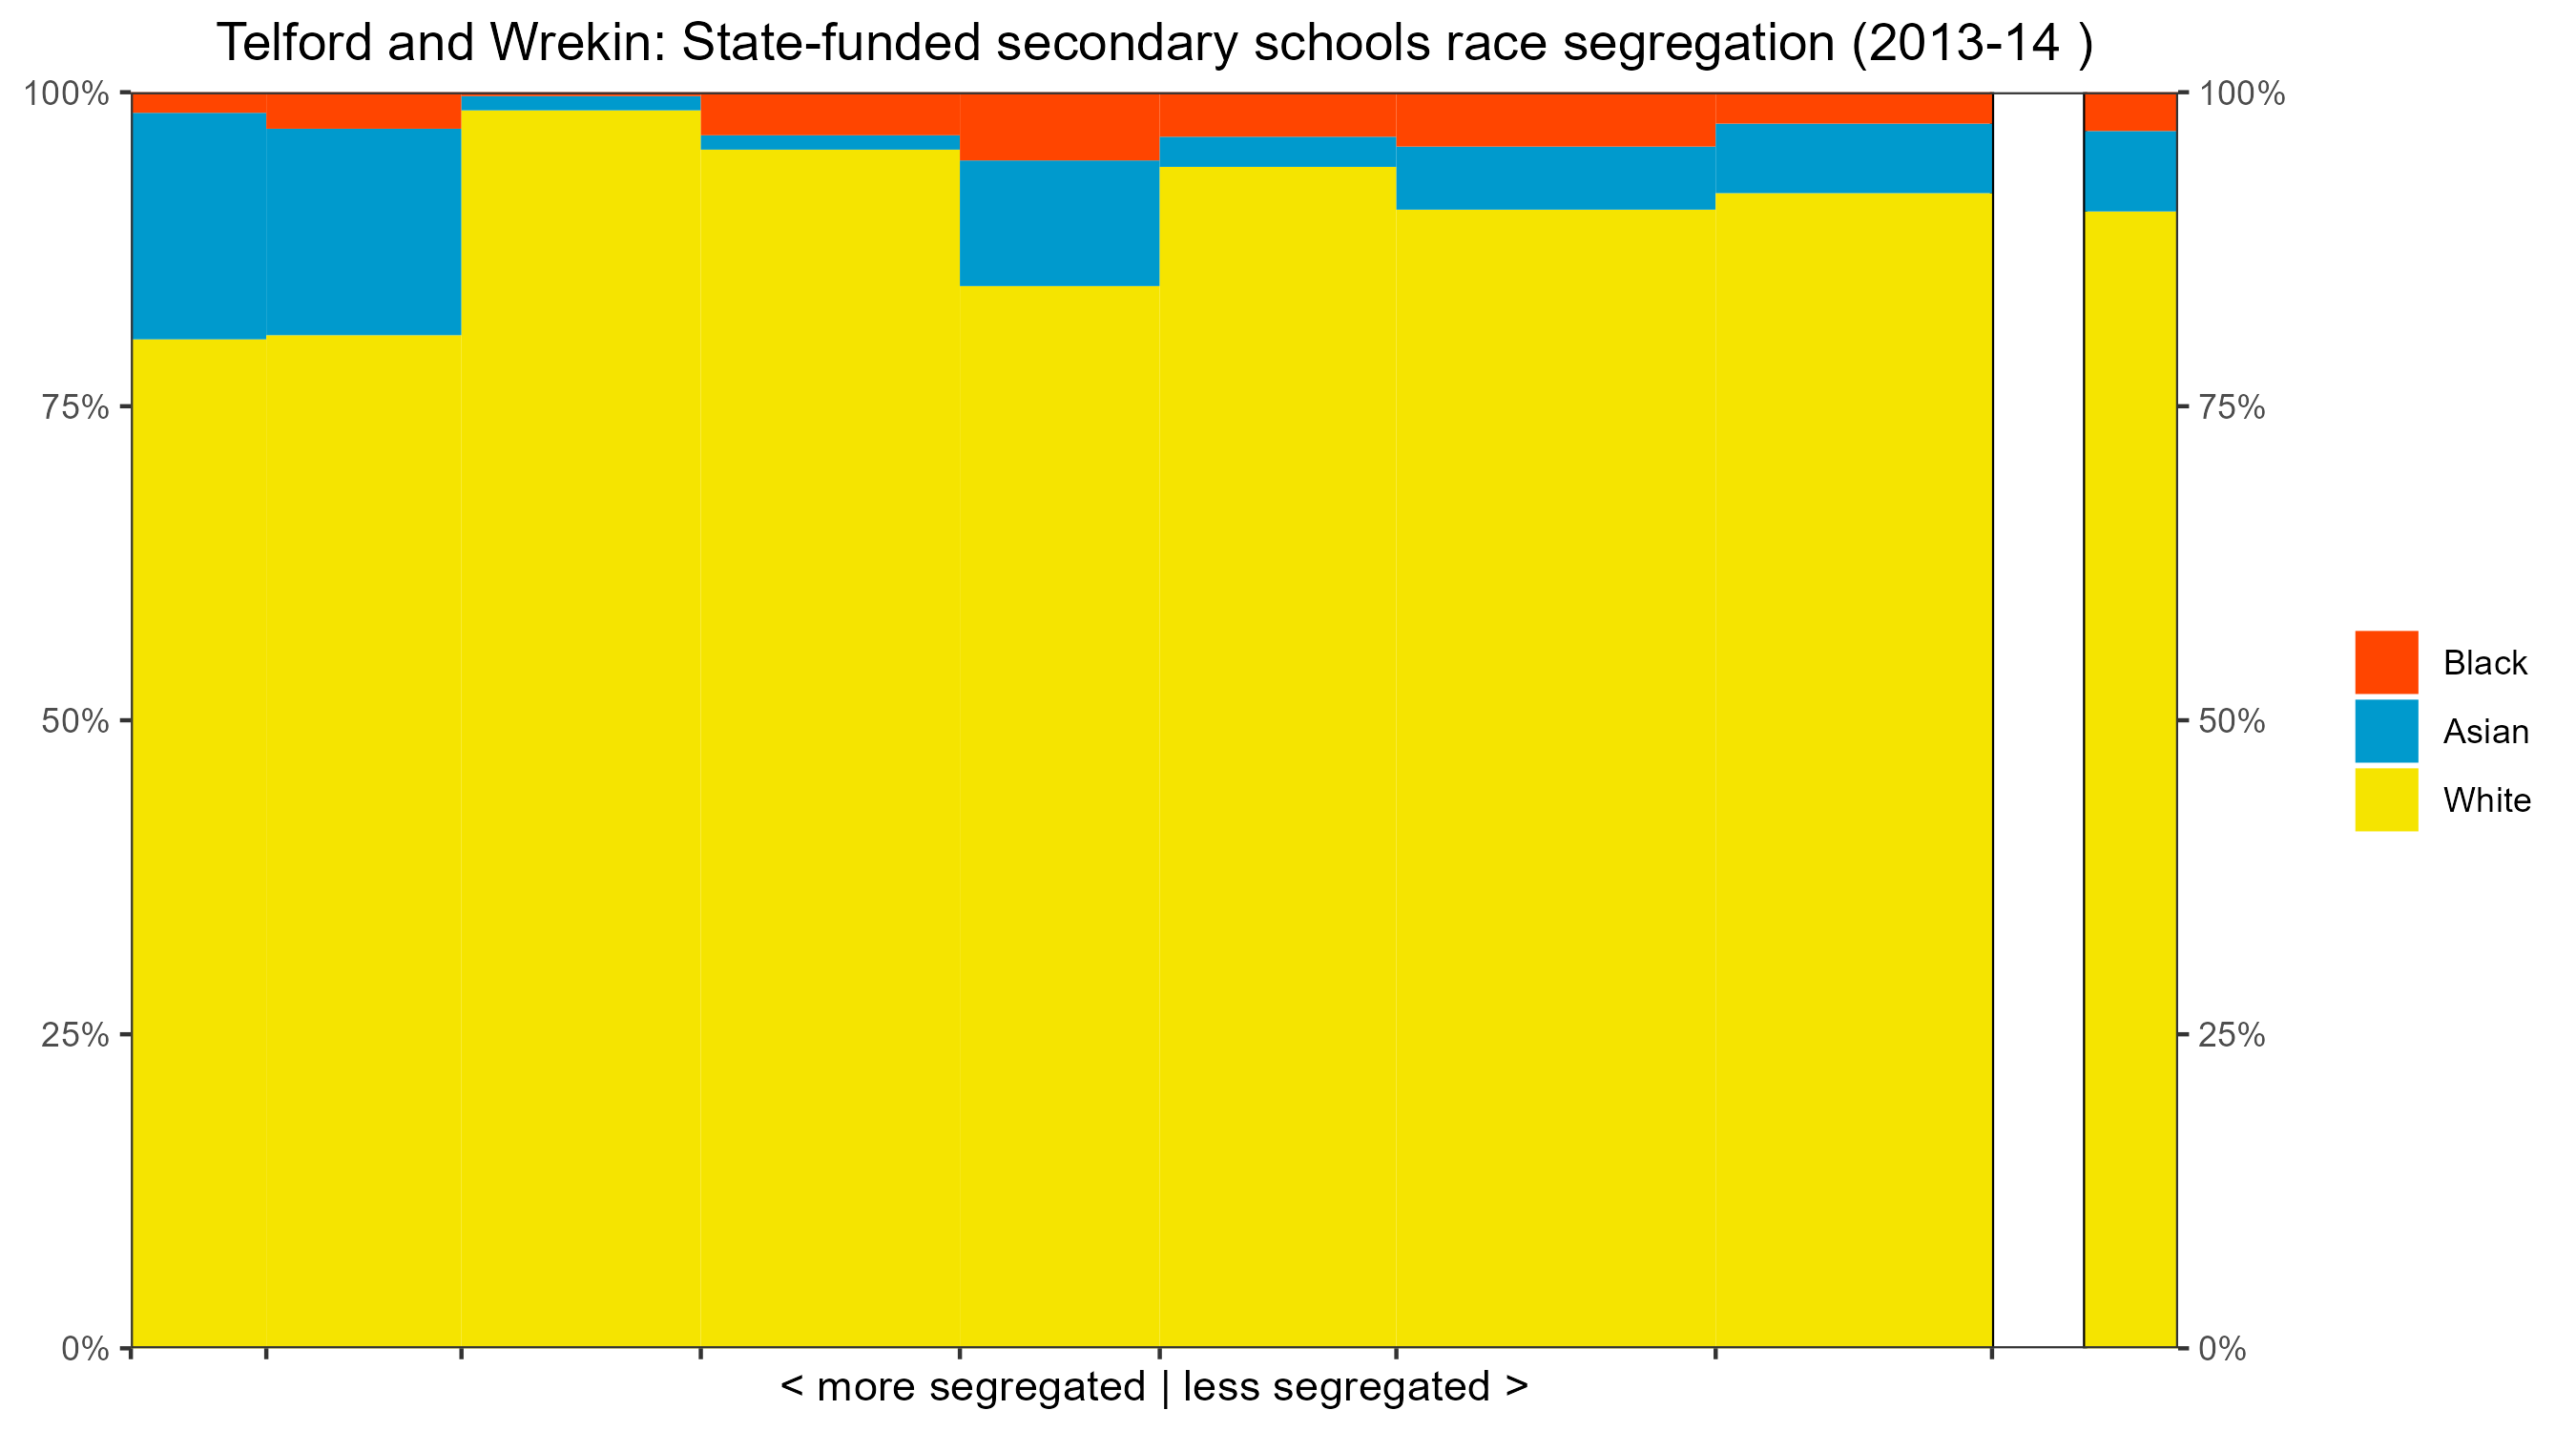 Telford and Wrekin: State-funded secondary schools race segregation (2013-14 )
100%
75%
50%
25%
0%
100%
75%
50%
25%
0%
Black
Asian
White
< more segregated | less segregated >